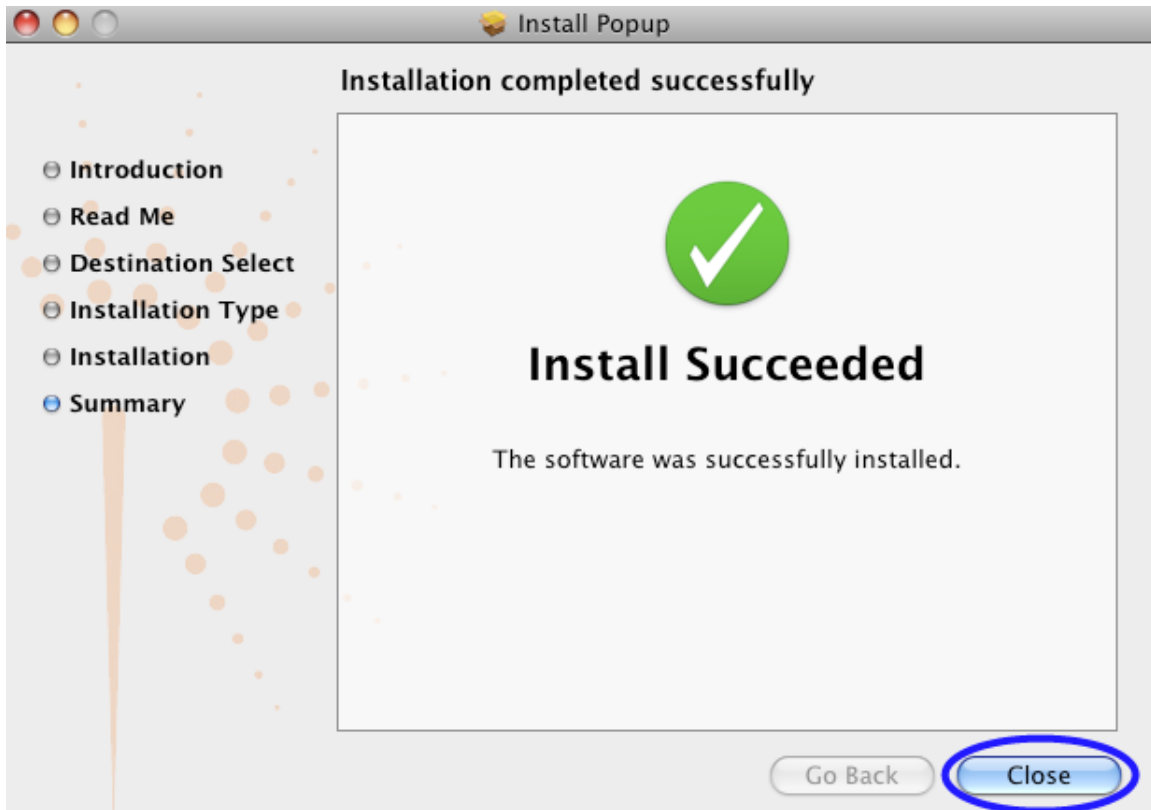 Install Popup
Installation completed successfully
Introduction
Read Me
Destination Select
Installation Type
Installation
Summary
Install Succeeded
The software was successfully installed.
Go Back
Close